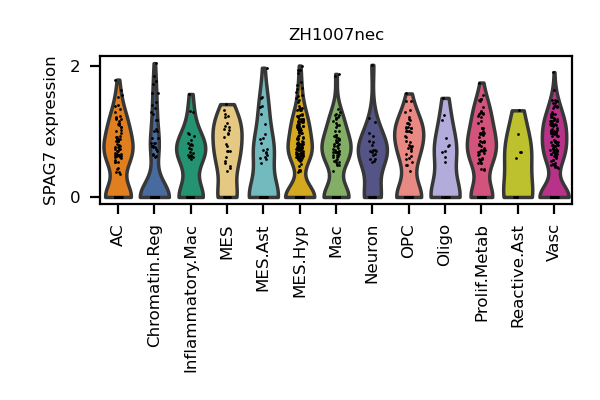 ZH1007nec
SPAG7 expression
2
0
AC
Chromatin.Reg
Inflammatory.Mac
MES
MES.Ast
MES.Hyp
Mac
Neuron
OPC
Oligo
Prolif.Metab
Reactive.Ast
Vasc